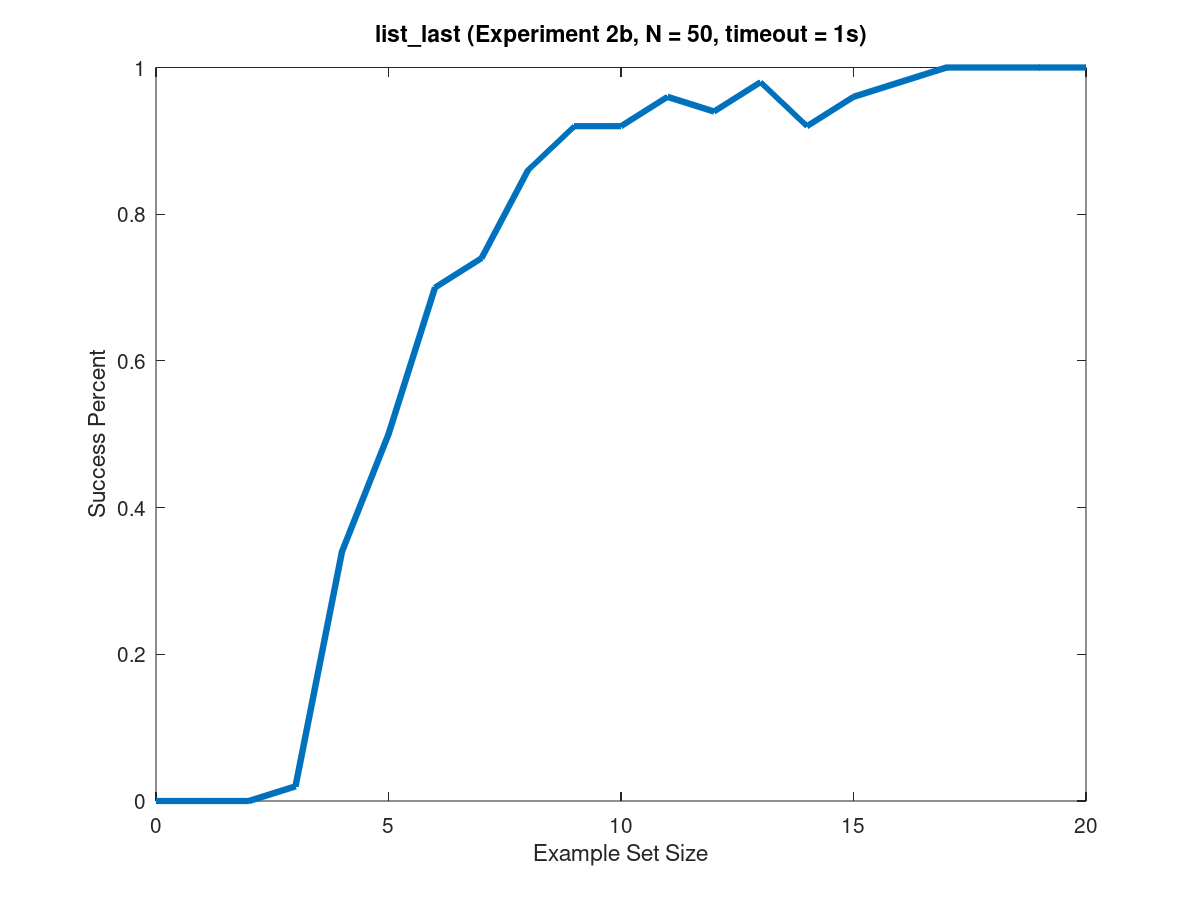 list_last (Experiment 2b, N = 50, timeout = 1s)
1
0.8
0.6
0.4
0.2
0
Success Percent
0 5 10 15 20
Example Set Size